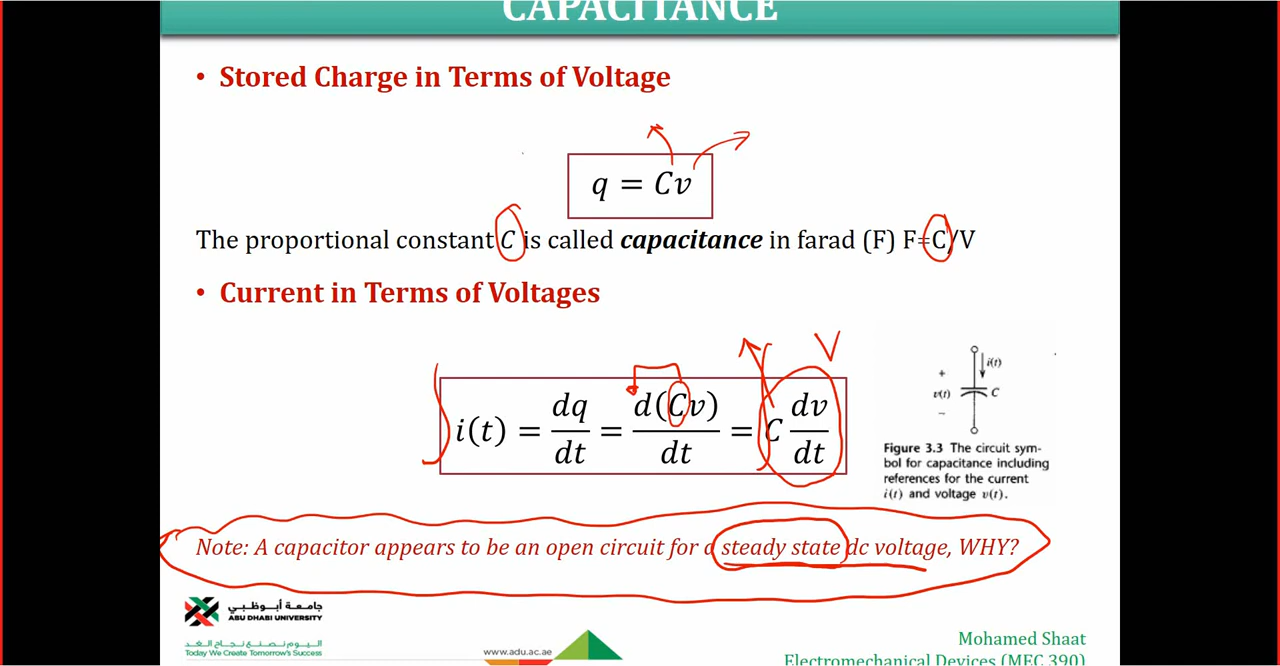 CAPACITANCE
• Stored Charge in Terms of Voltage
q = Cv
The proportional constant C is called capacitance in farad (F) F=C/V
• Current in Terms of Voltages
V
i(t) = dq/dt = d(Cv)/dt = C dv/dt
i(t)
+
v(t)
C
−
Figure 3.3 The circuit sym-
bol for capacitance including
references for the current
i(t) and voltage v(t).
Note: A capacitor appears to be an open circuit for a steady state dc voltage, WHY?
جامعة أبوظبي
ABU DHABI UNIVERSITY
اليوم نصنع نجاح الغد
Today We Create Tomorrow's Success
www.adu.ac.ae
Mohamed Shaat
Electromechanical Devices (MEC 390)